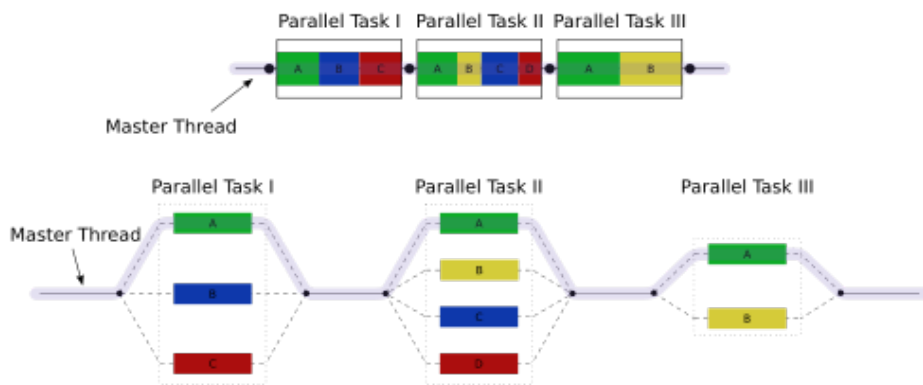 Parallel Task I Parallel Task II Parallel Task III
A B C A B C D A B
Master Thread
Parallel Task I Parallel Task II Parallel Task III
A A
Master Thread
B A
B C
B
C D